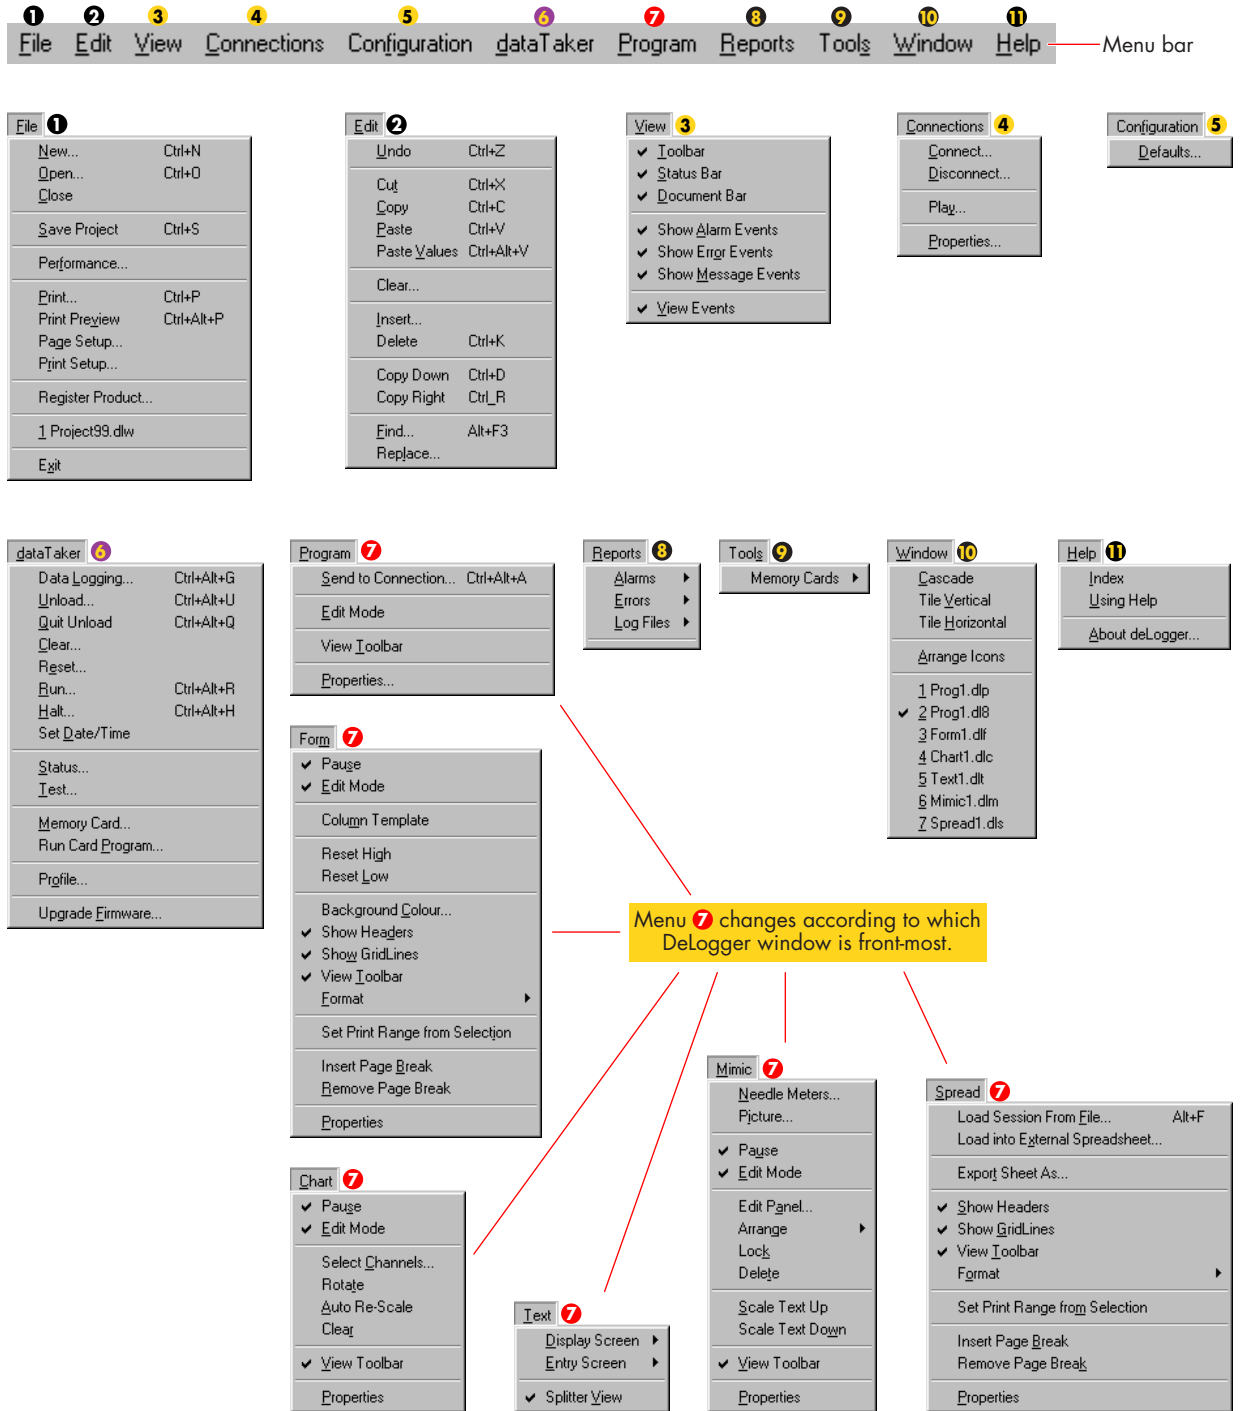 1 2 3 4 5 6 7 8 9 10 11
File Edit View Connections Configuration dataTaker Program Reports Tools Window Help Menu bar
File 1
New... Ctrl+N
Open... Ctrl+O
Close
Save Project Ctrl+S
Performance...
Print... Ctrl+P
Print Preview Ctrl+Alt+P
Page Setup...
Print Setup...
Register Product...
1 Project99.dlw
Exit
Edit 2
Undo Ctrl+Z
Cut Ctrl+X
Copy Ctrl+C
Paste Ctrl+V
Paste Values Ctrl+Alt+V
Clear...
Insert...
Delete Ctrl+K
Copy Down Ctrl+D
Copy Right Ctrl_R
Find... Alt+F3
Replace...
View 3
Toolbar
Status Bar
Document Bar
Show Alarm Events
Show Error Events
Show Message Events
View Events
Connections 4
Connect...
Disconnect...
Play...
Properties...
Configuration 5
Defaults...
dataTaker 6
Data Logging... Ctrl+Alt+G
Unload... Ctrl+Alt+U
Quit Unload Ctrl+Alt+Q
Clear...
Reset...
Run... Ctrl+Alt+R
Halt... Ctrl+Alt+H
Set Date/Time
Status...
Test...
Memory Card...
Run Card Program...
Profile...
Upgrade Firmware...
Program 7
Send to Connection... Ctrl+Alt+A
Edit Mode
View Toolbar
Properties...
Reports 8
Alarms
Errors
Log Files
Tools 9
Memory Cards
Window 10
Cascade
Tile Vertical
Tile Horizontal
Arrange Icons
1 Prog1.dlp
2 Prog1.dl8
3 Form1.dlf
4 Chart1.dlc
5 Text1.dlt
6 Mimic1.dlm
7 Spread1.dls
Help 11
Index
Using Help
About deLogger...
Form 7
Pause
Edit Mode
Column Template
Reset High
Reset Low
Background Colour...
Show Headers
Show GridLines
View Toolbar
Format
Set Print Range from Selection
Insert Page Break
Remove Page Break
Properties
Menu 7 changes according to which
DeLogger window is front-most.
Chart 7
Pause
Edit Mode
Select Channels...
Rotate
Auto Re-Scale
Clear
View Toolbar
Properties
Text 7
Display Screen
Entry Screen
Splitter View
Mimic 7
Needle Meters...
Picture...
Pause
Edit Mode
Edit Panel...
Arrange
Lock
Delete
Scale Text Up
Scale Text Down
View Toolbar
Properties
Spread 7
Load Session From File... Alt+F
Load into External Spreadsheet...
Export Sheet As...
Show Headers
Show GridLines
View Toolbar
Format
Set Print Range from Selection
Insert Page Break
Remove Page Break
Properties